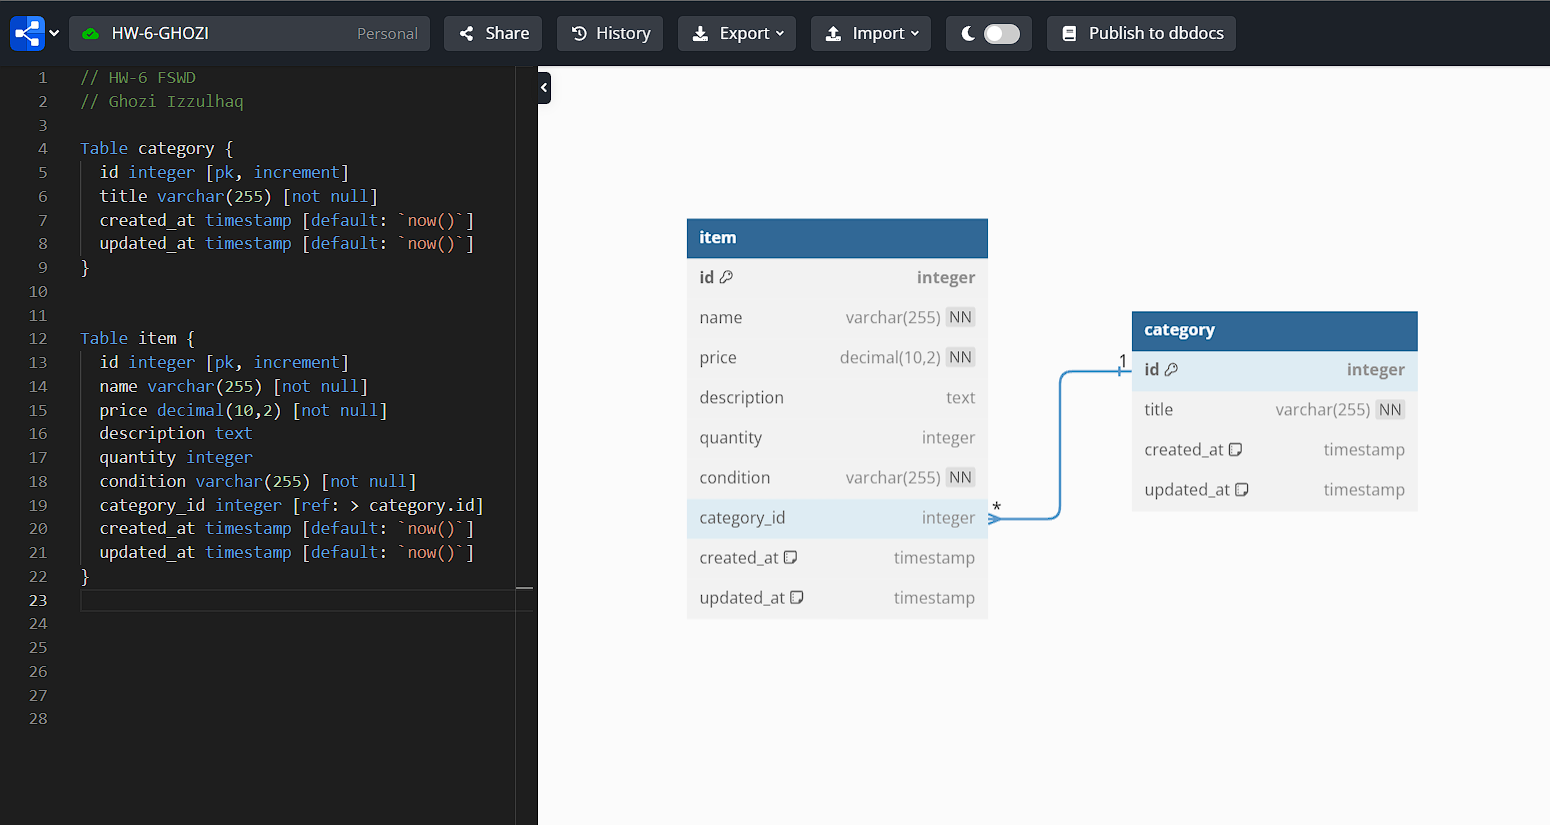 HW-6-GHOZI Personal Share History Export Import Publish to dbdocs
1 // HW-6 FSWD
2 // Ghozi Izzulhaq
3
4 Table category {
5 id integer [pk, increment]
6 title varchar(255) [not null]
7 created_at timestamp [default: `now()`]
8 updated_at timestamp [default: `now()`]
9 }
10
11
12 Table item {
13 id integer [pk, increment]
14 name varchar(255) [not null]
15 price decimal(10,2) [not null]
16 description text
17 quantity integer
18 condition varchar(255) [not null]
19 category_id integer [ref: > category.id]
20 created_at timestamp [default: `now()`]
21 updated_at timestamp [default: `now()`]
22 }
23
24
25
26
27
28
item
id integer
name varchar(255) NN
price decimal(10,2) NN
description text
quantity integer
condition varchar(255) NN
category_id integer
created_at timestamp
updated_at timestamp
*
1
category
id integer
title varchar(255) NN
created_at timestamp
updated_at timestamp